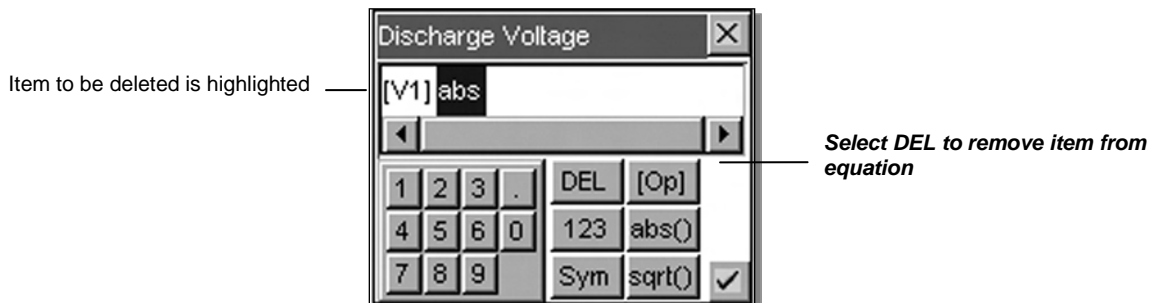 Discharge Voltage
Item to be deleted is highlighted
[V1] abs
Select DEL to remove item from
equation
1 2 3 . DEL [Op]
4 5 6 0 123 abs()
7 8 9 Sym sqrt()